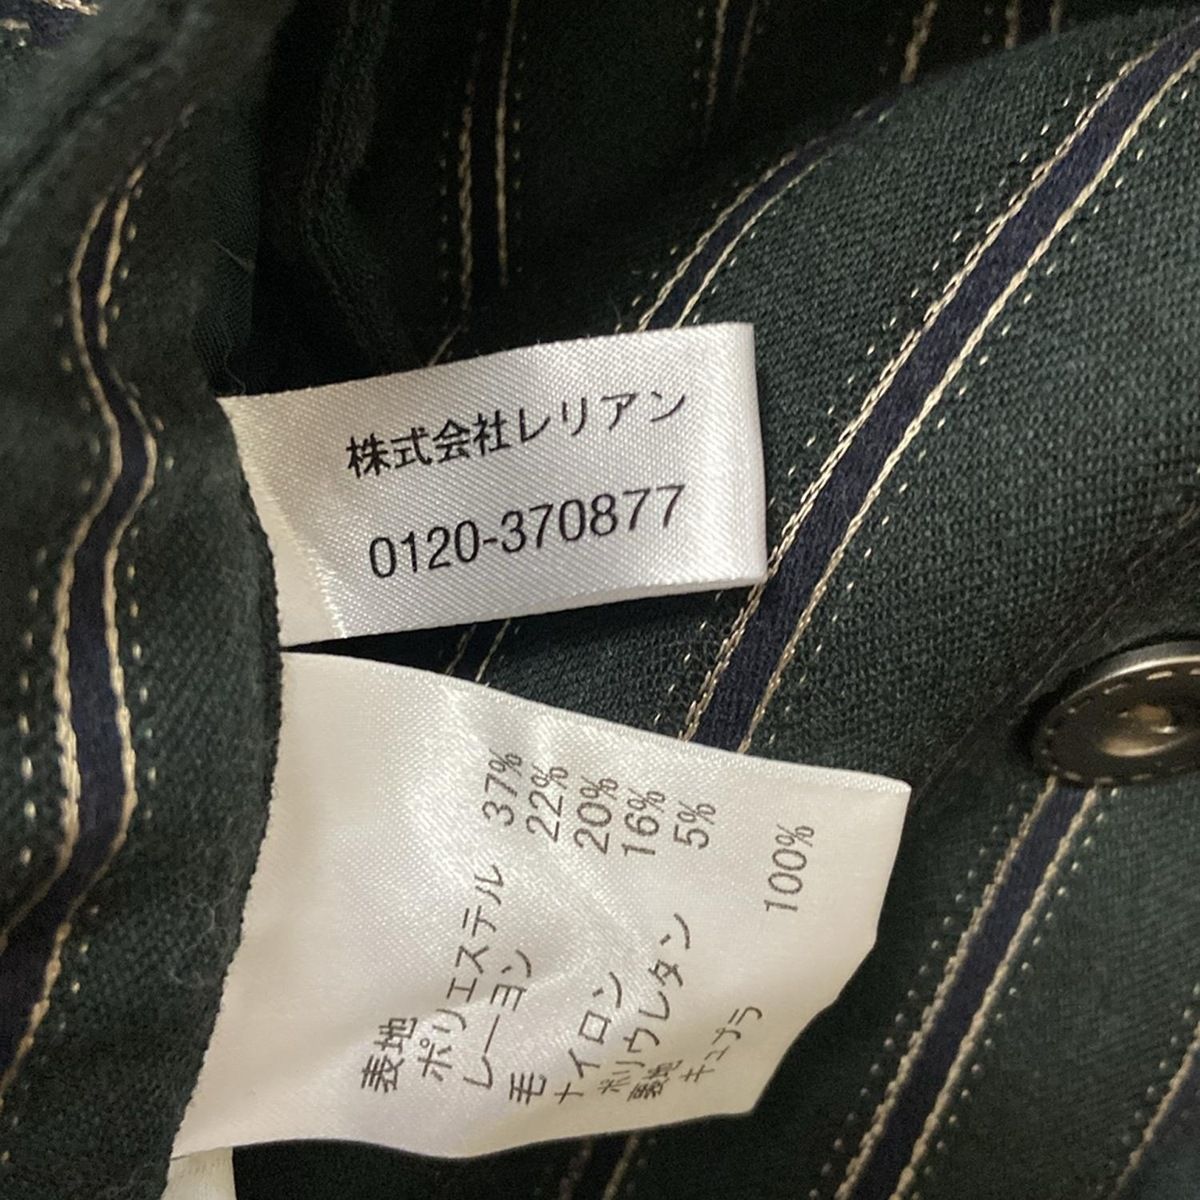 株式会社レリアン
0120-370877
表地
ポリエステル 37%
レーヨン 22%
毛 20%
ナイロン 16%
ポリウレタン 5%
裏地
キュプラ 100%